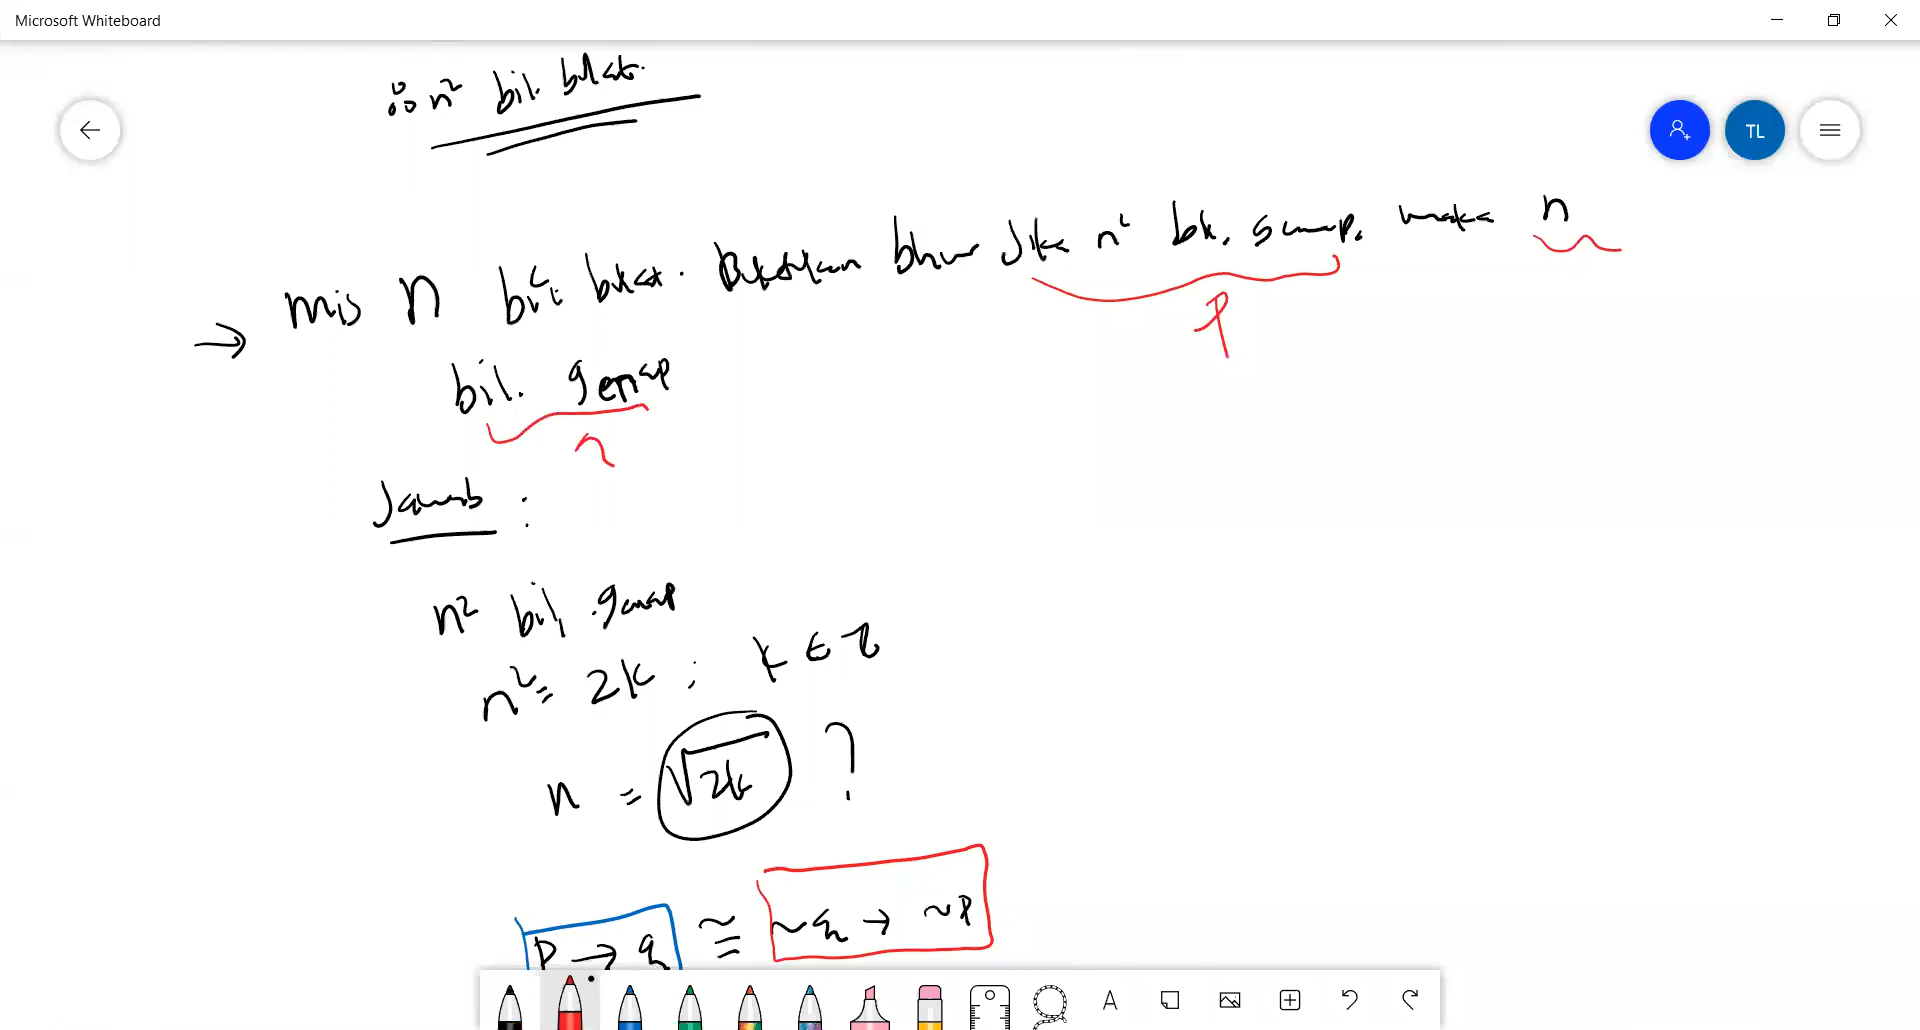 Microsoft Whiteboard
∴ n² bil. bulat.
TL
→ Mis n bil. bulat. Buktikan bhw Jika n² bil. genap, maka n
P
bil. genap
q
Jawab :
n² bil. genap
n² = 2k ; k ∈ Z
n = √2k ?
P → q ≅ ~q → ~P
A